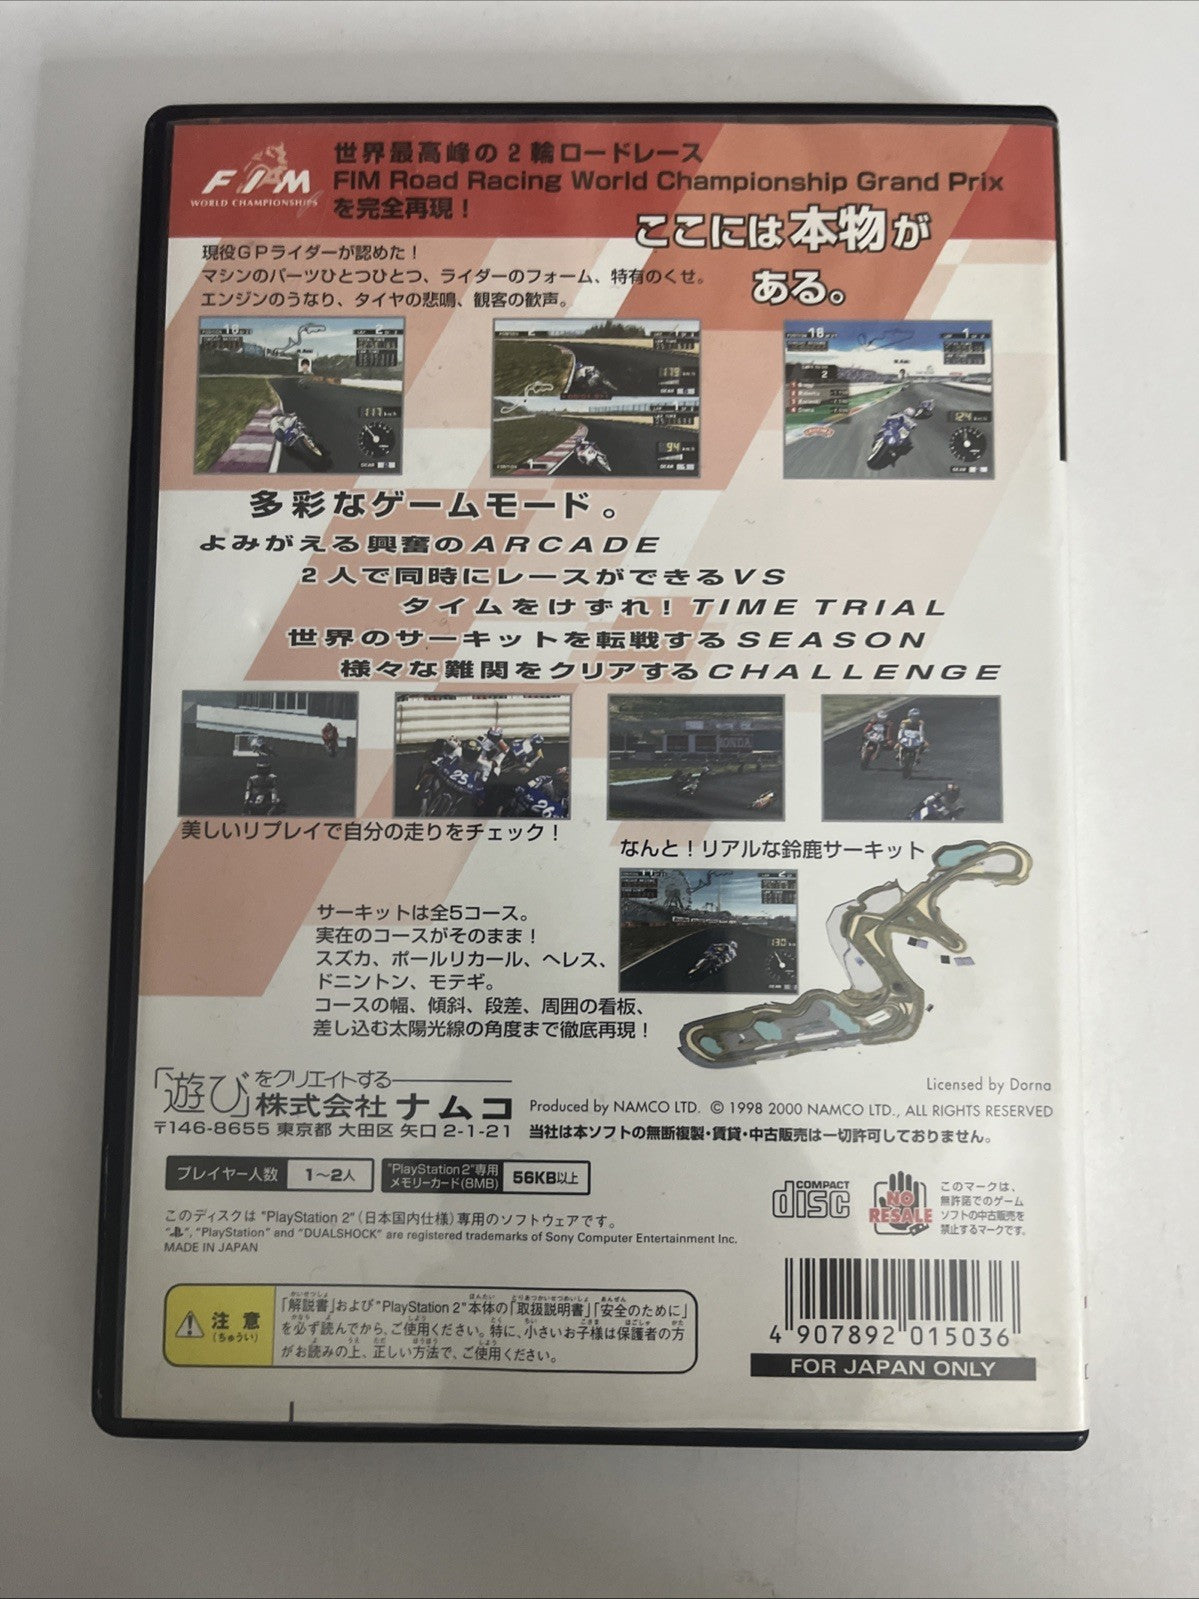 FIM
WORLD CHAMPIONSHIPS
世界最高峰の2輪ロードレース
FIM Road Racing World Championship Grand Prix
を完全再現!
ここには本物が
ある。
現役GPライダーが認めた!
マシンのパーツひとつひとつ、ライダーのフォーム、特有のくせ。
エンジンのうなり、タイヤの悲鳴、観客の歓声。
多彩なゲームモード。
よみがえる興奮のARCADE
2人で同時にレースができるVS
タイムをけずれ!TIME TRIAL
世界のサーキットを転戦するSEASON
様々な難関をクリアするCHALLENGE
美しいリプレイで自分の走りをチェック!
なんと!リアルな鈴鹿サーキット
サーキットは全5コース。
実在のコースがそのまま!
スズカ、ポールリカール、ヘレス、
ドニントン、モテギ。
コースの幅、傾斜、段差、周囲の看板、
差し込む太陽光線の角度まで徹底再現!
Licensed by Dorna
「遊び」をクリエイトする
株式会社 ナムコ
Produced by NAMCO LTD. © 1998 2000 NAMCO LTD., ALL RIGHTS RESERVED
〒146-8655 東京都 大田区 矢口 2-1-21
当社は本ソフトの無断複製・賃貸・中古販売は一切許可しておりません。
プレイヤー人数 1〜2人
"PlayStation 2"専用
メモリーカード(8MB) 56KB以上
COMPACT
disc
NO
RESALE
このマークは、
無許諾でのゲーム
ソフトの中古販売を
禁止するマークです。
このディスクは "PlayStation 2" (日本国内仕様) 専用のソフトウェアです。
"PlayStation" and "DUALSHOCK" are registered trademarks of Sony Computer Entertainment Inc.
MADE IN JAPAN
注意
(ちゅうい)
「解説書」および"PlayStation 2"本体の「取扱説明書」「安全のために」
を必ず読んでから、ご使用ください。特に、小さいお子様は保護者の方
がお読みの上、正しい方法で、ご使用ください。
4 907892 015036
FOR JAPAN ONLY